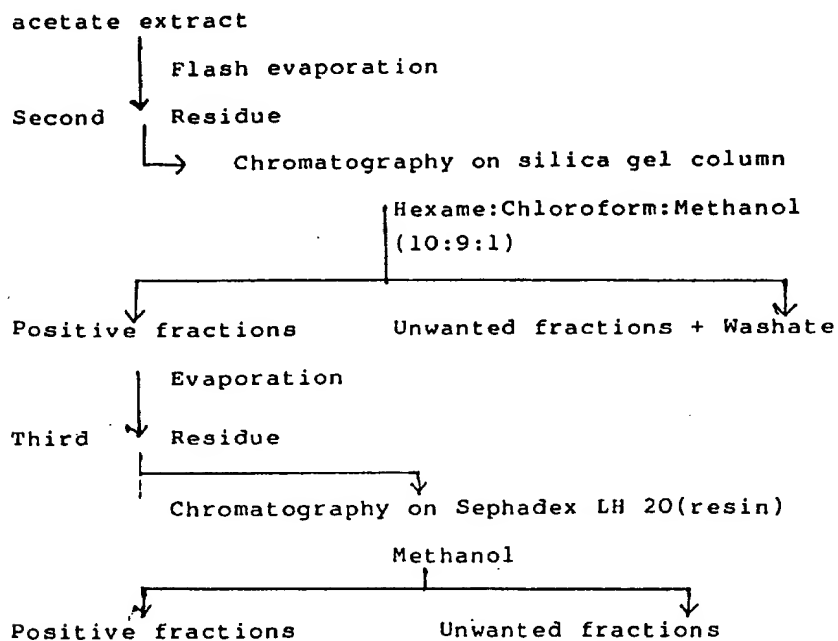 acetate extract
Flash evaporation
Second Residue
Chromatography on silica gel column
Hexame:Chloroform:Methanol
(10:9:1)
Positive fractions Unwanted fractions + Washate
Evaporation
Third Residue
Chromatography on Sephadex LH 20(resin)
Methanol
Positive fractions Unwanted fractions